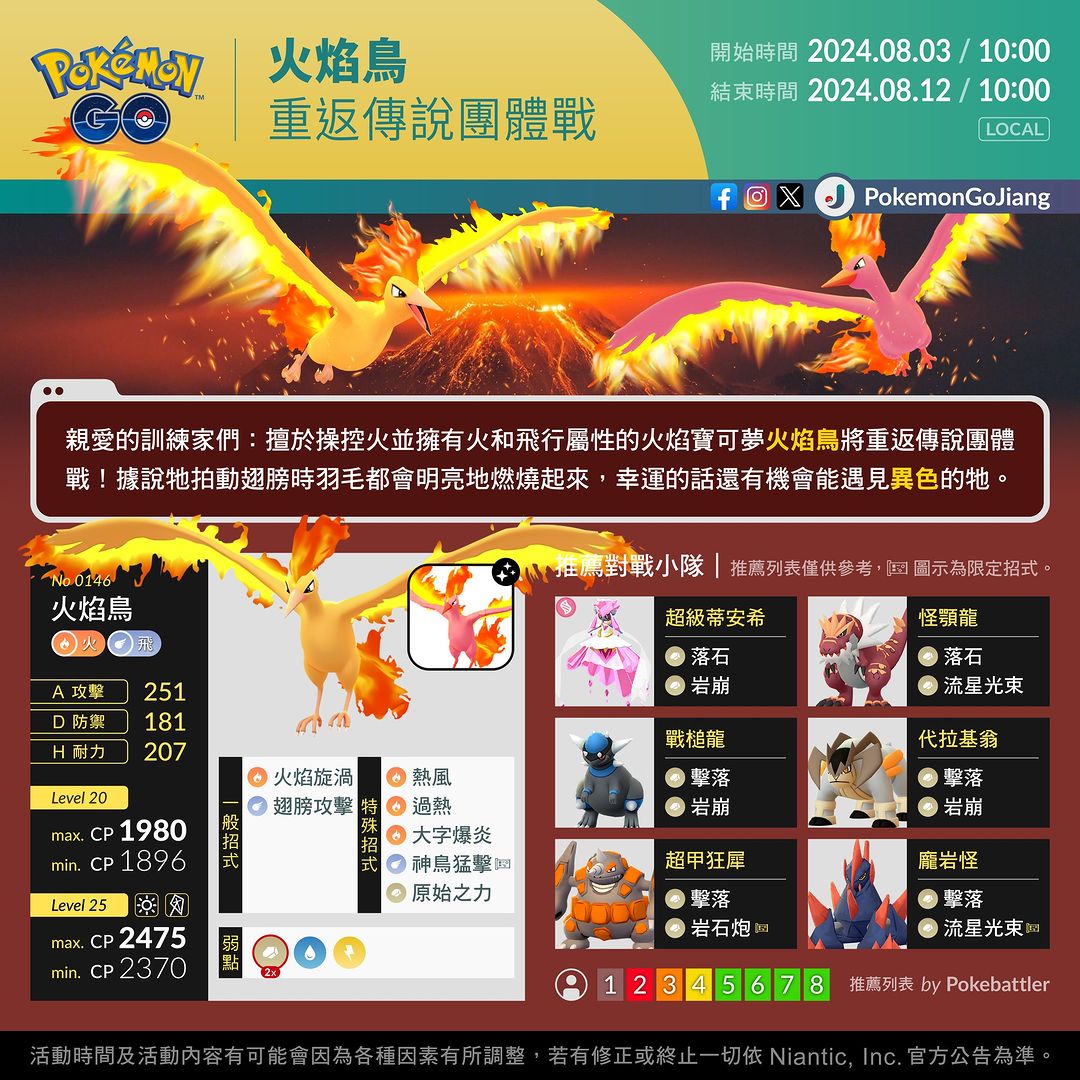 POKÉMON
GO
TM
火焰鳥
重返傳說團體戰
開始時間 2024.08.03 / 10:00
結束時間 2024.08.12 / 10:00
LOCAL
PokemonGoJiang
親愛的訓練家們：擅於操控火並擁有火和飛行屬性的火焰寶可夢火焰鳥將重返傳說團體
戰！據說牠拍動翅膀時羽毛都會明亮地燃燒起來，幸運的話還有機會能遇見異色的牠。
No 0146
火焰鳥
火 飛
A 攻擊 251
D 防禦 181
H 耐力 207
Level 20
max. CP 1980
min. CP 1896
Level 25
max. CP 2475
min. CP 2370
一般招式
火焰旋渦
翅膀攻擊
特殊招式
熱風
過熱
大字爆炎
神鳥猛擊
原始之力
弱點
2x
推薦對戰小隊｜推薦列表僅供參考，圖示為限定招式。
超級蒂安希
落石
岩崩
怪顎龍
落石
流星光束
戰槌龍
擊落
岩崩
代拉基翁
擊落
岩崩
超甲狂犀
擊落
岩石炮
龐岩怪
擊落
流星光束
1 2 3 4 5 6 7 8
推薦列表 by Pokebattler
活動時間及活動內容有可能會因為各種因素有所調整，若有修正或終止一切依 Niantic, Inc. 官方公告為準。